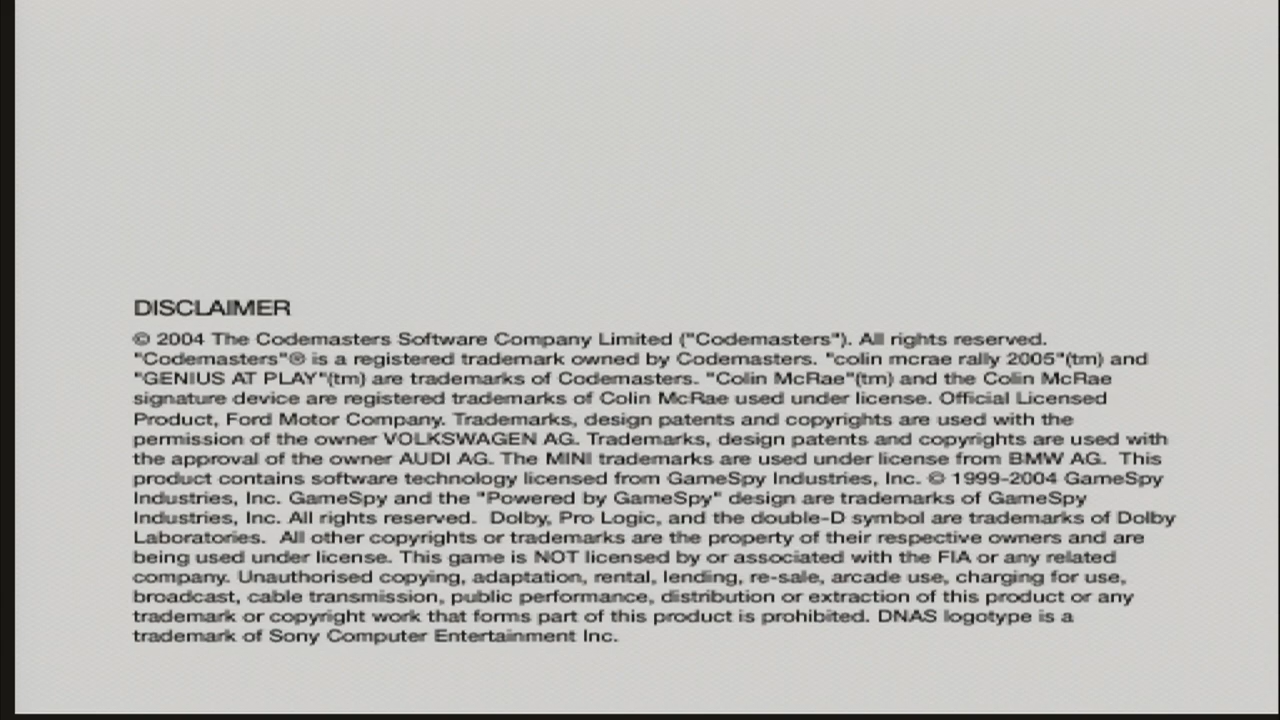 DISCLAIMER
© 2004 The Codemasters Software Company Limited ("Codemasters"). All rights reserved.
"Codemasters"® is a registered trademark owned by Codemasters. "colin mcrae rally 2005"(tm) and
"GENIUS AT PLAY"(tm) are trademarks of Codemasters. "Colin McRae"(tm) and the Colin McRae
signature device are registered trademarks of Colin McRae used under license. Official Licensed
Product, Ford Motor Company. Trademarks, design patents and copyrights are used with the
permission of the owner VOLKSWAGEN AG. Trademarks, design patents and copyrights are used with
the approval of the owner AUDI AG. The MINI trademarks are used under license from BMW AG.  This
product contains software technology licensed from GameSpy Industries, Inc. © 1999-2004 GameSpy
Industries, Inc. GameSpy and the "Powered by GameSpy" design are trademarks of GameSpy
Industries, Inc. All rights reserved.  Dolby, Pro Logic, and the double-D symbol are trademarks of Dolby
Laboratories.  All other copyrights or trademarks are the property of their respective owners and are
being used under license. This game is NOT licensed by or associated with the FIA or any related
company. Unauthorised copying, adaptation, rental, lending, re-sale, arcade use, charging for use,
broadcast, cable transmission, public performance, distribution or extraction of this product or any
trademark or copyright work that forms part of this product is prohibited. DNAS logotype is a
trademark of Sony Computer Entertainment Inc.